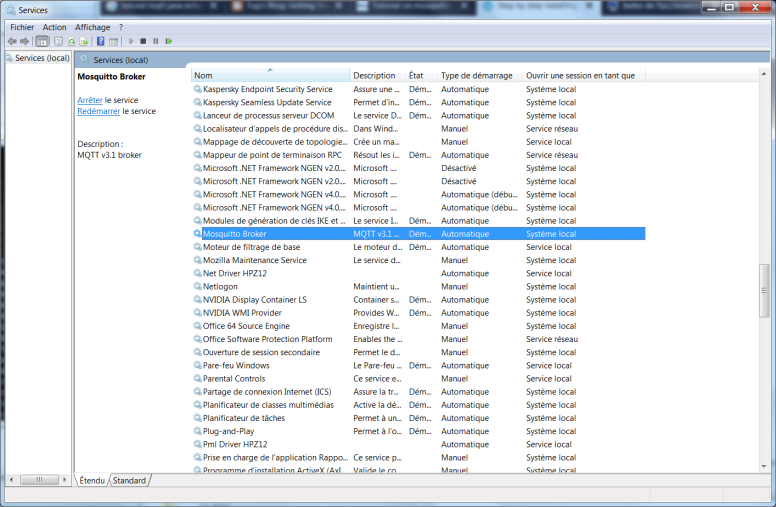 Services
Fichier Action Affichage ?
Services (local)
Services (local)
Mosquitto Broker
Arrêter le service
Redémarrer le service
Description :
MQTT v3.1 broker
Nom Description État Type de démarrage Ouvrir une session en tant que
Kaspersky Endpoint Security Service Assure une ... Dém... Automatique Système local
Kaspersky Seamless Update Service Permet d'in... Dém... Automatique Système local
Lanceur de processus serveur DCOM Le service D... Dém... Automatique Système local
Localisateur d'appels de procédure dis... Dans Wind... Manuel Service réseau
Mappage de découverte de topologie... Crée un ma... Manuel Service local
Mappeur de point de terminaison RPC Résout les i... Dém... Automatique Service réseau
Microsoft .NET Framework NGEN v2.0.... Microsoft .... Désactivé Système local
Microsoft .NET Framework NGEN v2.0.... Microsoft .... Désactivé Système local
Microsoft .NET Framework NGEN v4.0.... Microsoft .... Automatique (débu... Système local
Microsoft .NET Framework NGEN v4.0.... Microsoft .... Automatique (débu... Système local
Modules de génération de clés IKE et ... Le service I... Dém... Automatique Système local
Mosquitto Broker MQTT v3.1 ... Dém... Automatique Système local
Moteur de filtrage de base Le moteur d... Dém... Automatique Service local
Mozilla Maintenance Service Le service d... Manuel Système local
Net Driver HPZ12 Automatique Service local
Netlogon Maintient u... Manuel Système local
NVIDIA Display Container LS Container s... Dém... Automatique Système local
NVIDIA WMI Provider Provides W... Dém... Automatique Système local
Office 64 Source Engine Enregistre l... Manuel Système local
Office Software Protection Platform Enables the ... Manuel Service réseau
Ouverture de session secondaire Permet le d... Manuel Système local
Pare-feu Windows Le Pare-feu ... Dém... Automatique Service local
Parental Controls Ce service e... Manuel Service local
Partage de connexion Internet (ICS) Assure la tr... Dém... Automatique Système local
Planificateur de classes multimédias Active la dé... Dém... Automatique Système local
Planificateur de tâches Permet à un... Dém... Automatique Système local
Plug-and-Play Permet à l'o... Dém... Automatique Système local
Pml Driver HPZ12 Automatique Service local
Prise en charge de l'application Rappo... Ce service p... Manuel Système local
Programme d'installation ActiveX (AxI... Valide le co... Manuel Système local
Étendu Standard